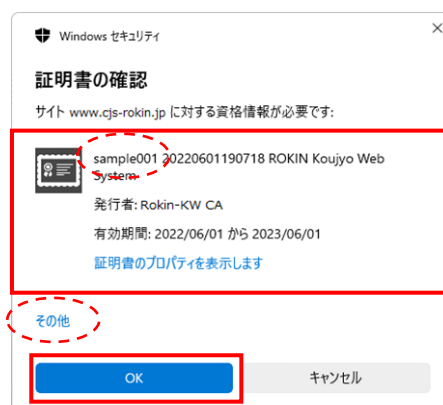 Windows セキュリティ
証明書の確認
サイト www.cjs-rokin.jp に対する資格情報が必要です:
sample001 20220601190718 ROKIN Koujyo Web
System
発行者: Rokin-KW CA
有効期間: 2022/06/01 から 2023/06/01
証明書のプロパティを表示します
その他
OK
キャンセル